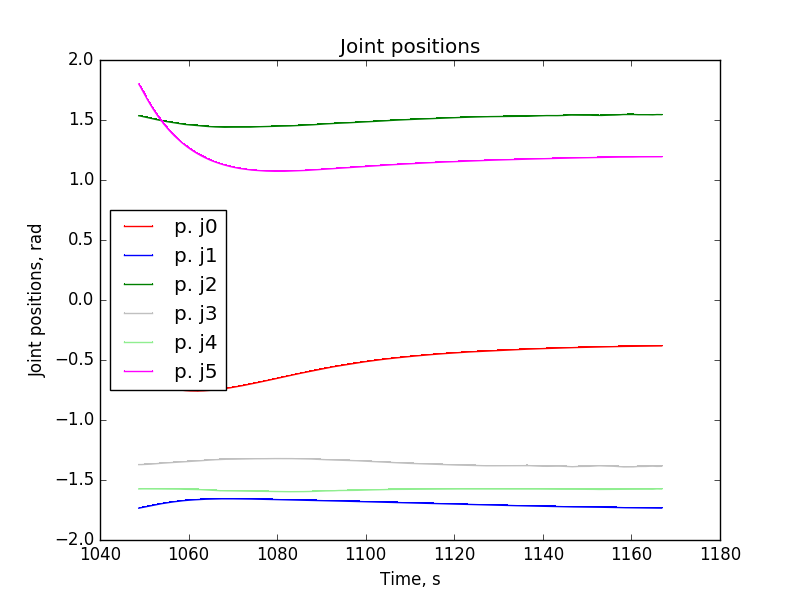 Joint positions
2.0
1.5
1.0
0.5
0.0
−0.5
−1.0
−1.5
−2.0
Joint positions, rad
p. j0
p. j1
p. j2
p. j3
p. j4
p. j5
1040 1060 1080 1100 1120 1140 1160 1180
Time, s